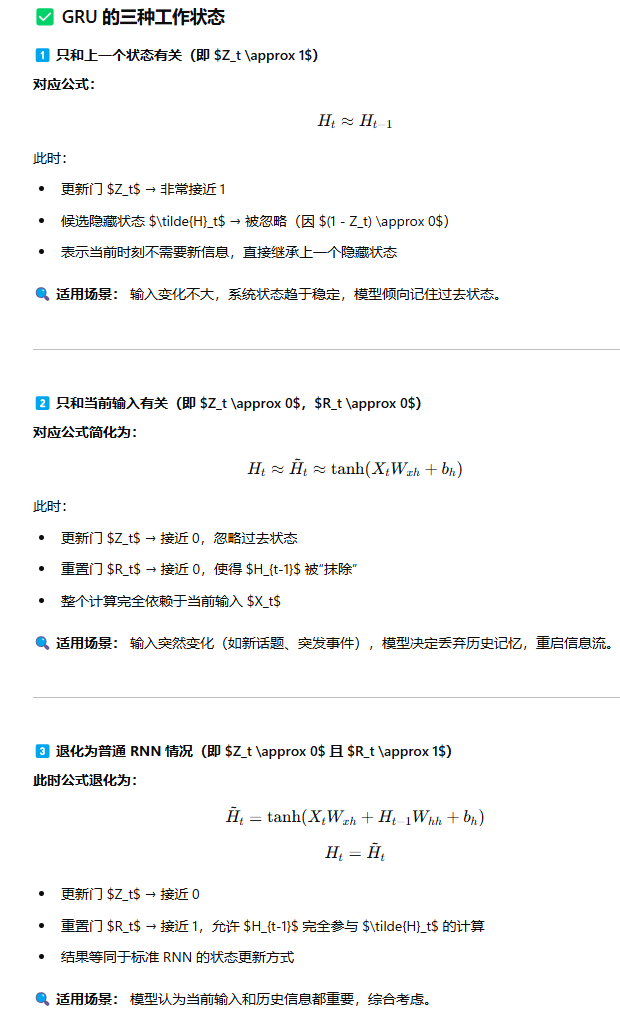 ✅ GRU 的三种工作状态
1️⃣ 只和上一个状态有关（即 $Z_t \approx 1$）
对应公式：
H_t ≈ H_{t−1}
此时：
• 更新门 $Z_t$ → 非常接近 1
• 候选隐藏状态 $\tilde{H}_t$ → 被忽略（因 $(1 - Z_t) \approx 0$）
• 表示当前时刻不需要新信息，直接继承上一个隐藏状态
🔍 适用场景： 输入变化不大，系统状态趋于稳定，模型倾向记住过去状态。
2️⃣ 只和当前输入有关（即 $Z_t \approx 0$，$R_t \approx 0$）
对应公式简化为：
H_t ≈ H̃_t ≈ tanh(X_t W_{xh} + b_h)
此时：
• 更新门 $Z_t$ → 接近 0，忽略过去状态
• 重置门 $R_t$ → 接近 0，使得 $H_{t-1}$ 被“抹除”
• 整个计算完全依赖于当前输入 $X_t$
🔍 适用场景： 输入突然变化（如新话题、突发事件），模型决定丢弃历史记忆，重启信息流。
3️⃣ 退化为普通 RNN 情况（即 $Z_t \approx 0$ 且 $R_t \approx 1$）
此时公式退化为：
H̃_t = tanh(X_t W_{xh} + H_{t−1} W_{hh} + b_h)
H_t = H̃_t
• 更新门 $Z_t$ → 接近 0
• 重置门 $R_t$ → 接近 1，允许 $H_{t-1}$ 完全参与 $\tilde{H}_t$ 的计算
• 结果等同于标准 RNN 的状态更新方式
🔍 适用场景： 模型认为当前输入和历史信息都重要，综合考虑。